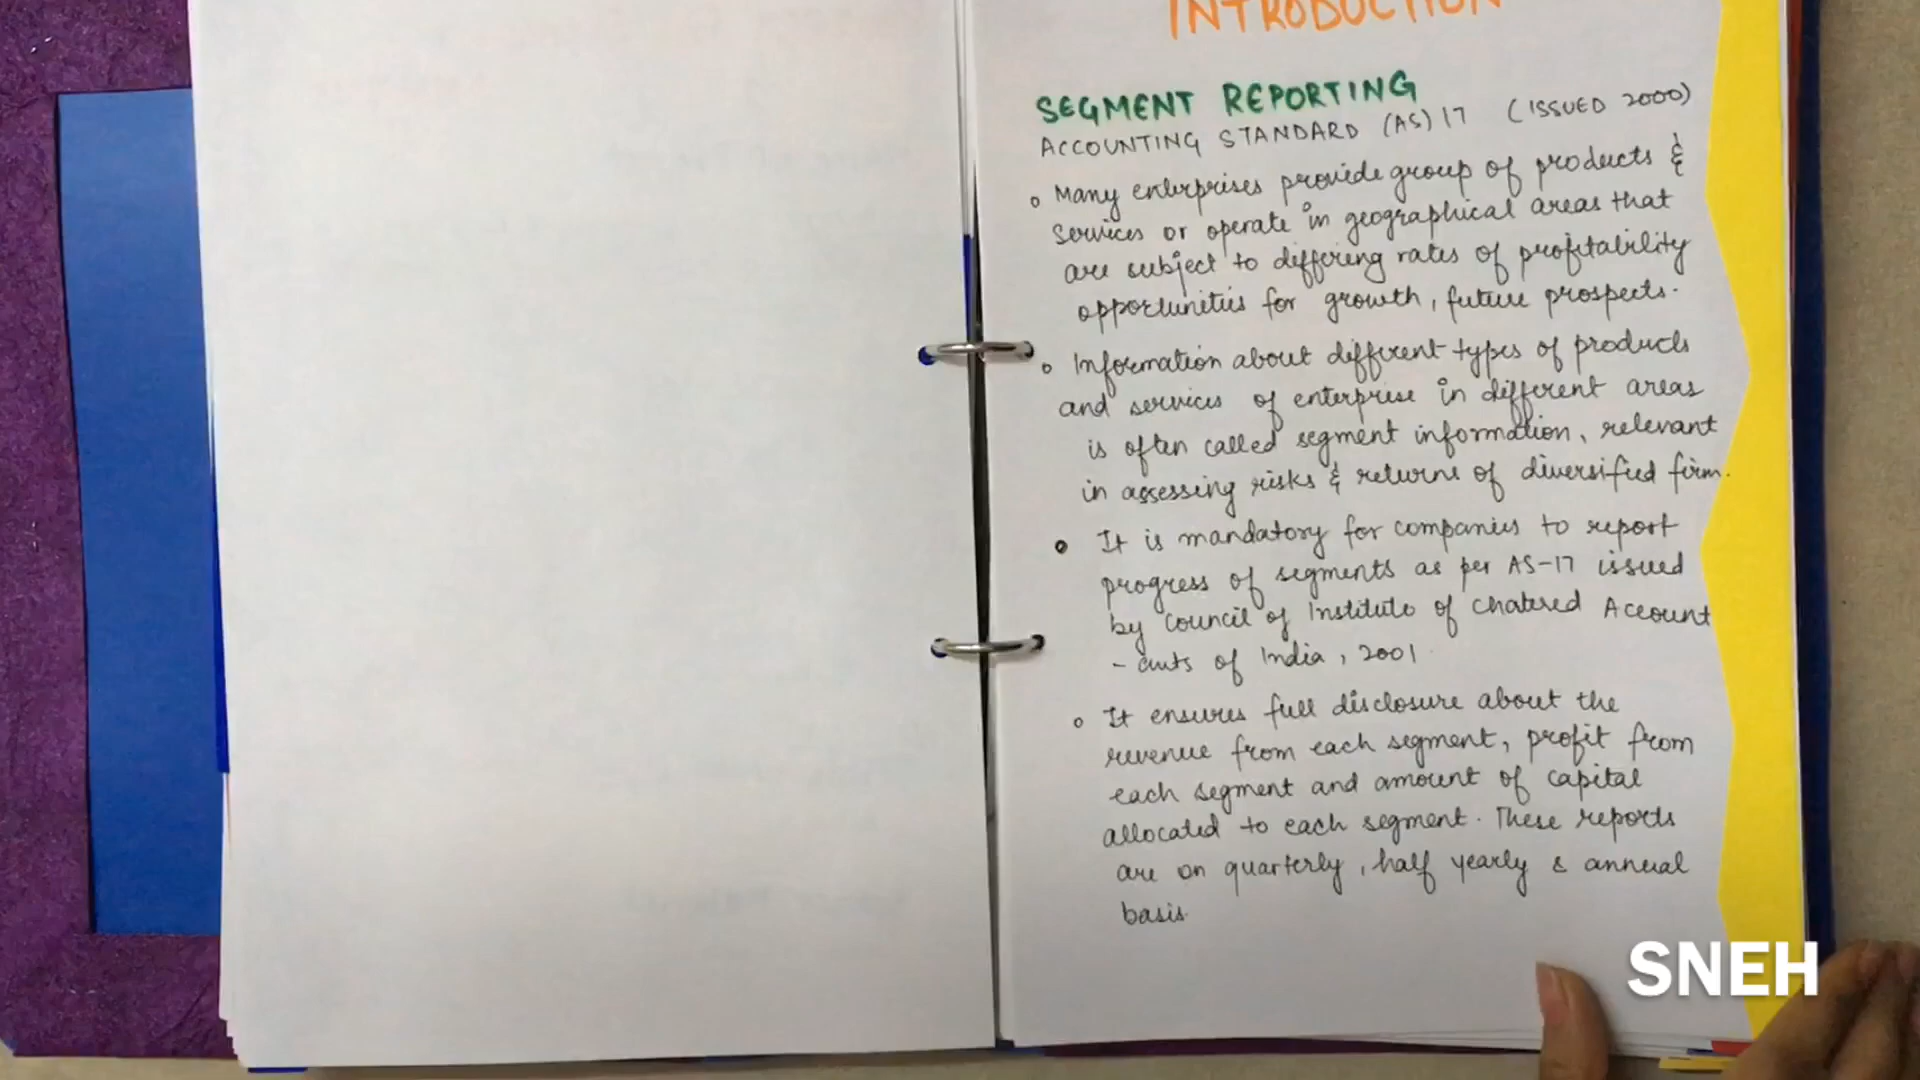 INTRODUCTION
SEGMENT REPORTING
ACCOUNTING STANDARD (AS) 17 (ISSUED 2000)
Many enterprises provide group of products &
services or operate in geographical areas that
are subject to differing rates of profitability
opportunities for growth, future prospects.
Information about different types of products
and services of enterprise in different areas
is often called segment information, relevant
in assessing risks & returns of diversified firm.
It is mandatory for companies to report
progress of segments as per AS-17 issued
by Council of Institute of Chatered Account
- ants of India, 2001
It ensures full disclosure about the
revenue from each segment, profit from
each segment and amount of capital
allocated to each segment. These reports
are on quarterly, half yearly & annual
basis.
SNEH